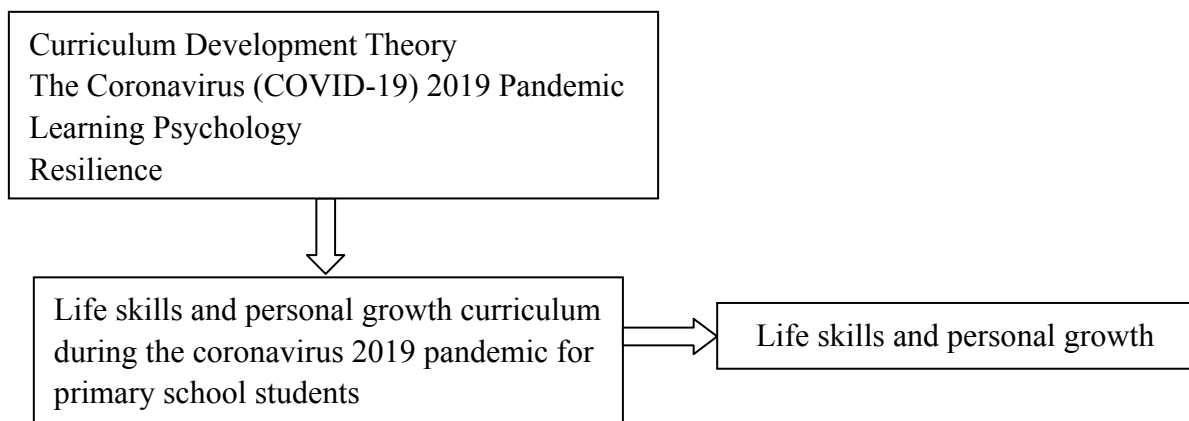 Curriculum Development Theory
The Coronavirus (COVID-19) 2019 Pandemic
Learning Psychology
Resilience
Life skills and personal growth curriculum
during the coronavirus 2019 pandemic for
primary school students
Life skills and personal growth